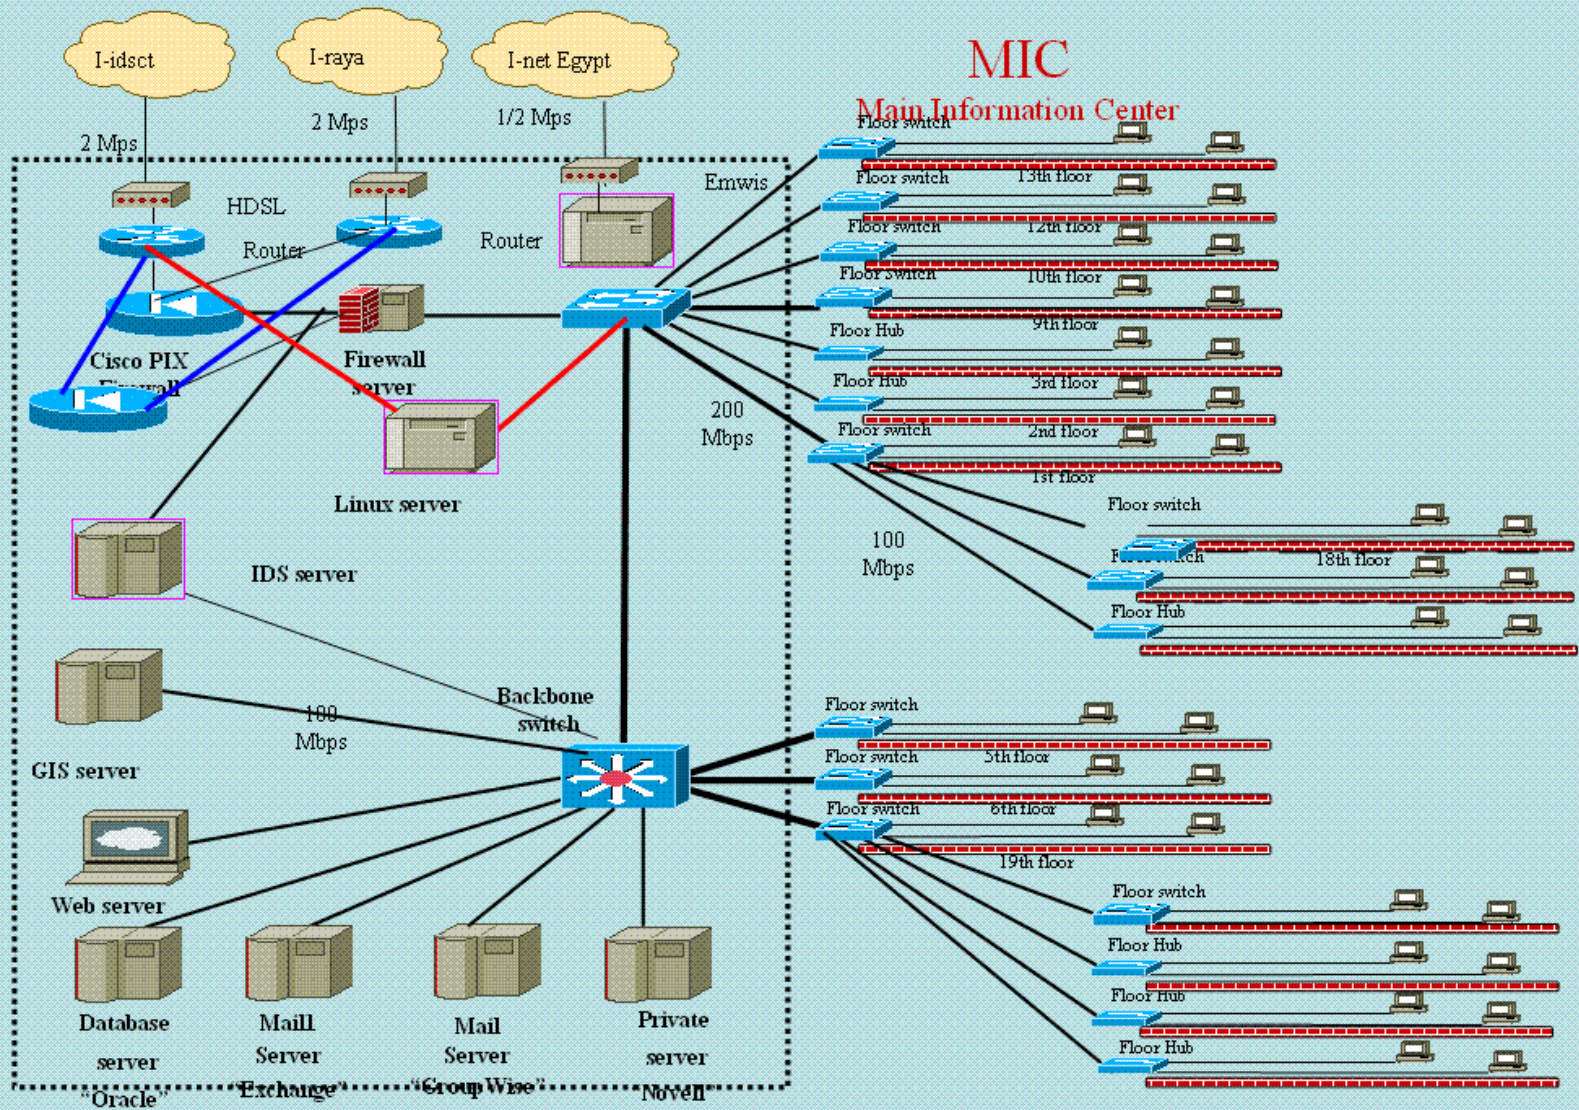 I-idsct
I-raya
I-net Egypt
MIC
Main Information Center
2 Mps
2 Mps
1/2 Mps
HDSL
Router
Router
Emwis
Cisco PIX
Firewall
Firewall
server
Linux server
IDS server
GIS server
100
Mbps
Backbone
switch
Web server
Database
server
“Oracle”
Maill
Server
“Exchange”
Mail
Server
“GroupWise”
Private
server
“Novell”
200
Mbps
100
Mbps
Floor switch
13th floor
Floor switch
12th floor
Floor switch
10th floor
Floor Switch
9th floor
Floor Hub
3rd floor
Floor Hub
2nd floor
Floor switch
1st floor
Floor switch
18th floor
Floor switch
Floor Hub
Floor switch
5th floor
Floor switch
6th floor
Floor switch
19th floor
Floor switch
Floor Hub
Floor Hub
Floor Hub